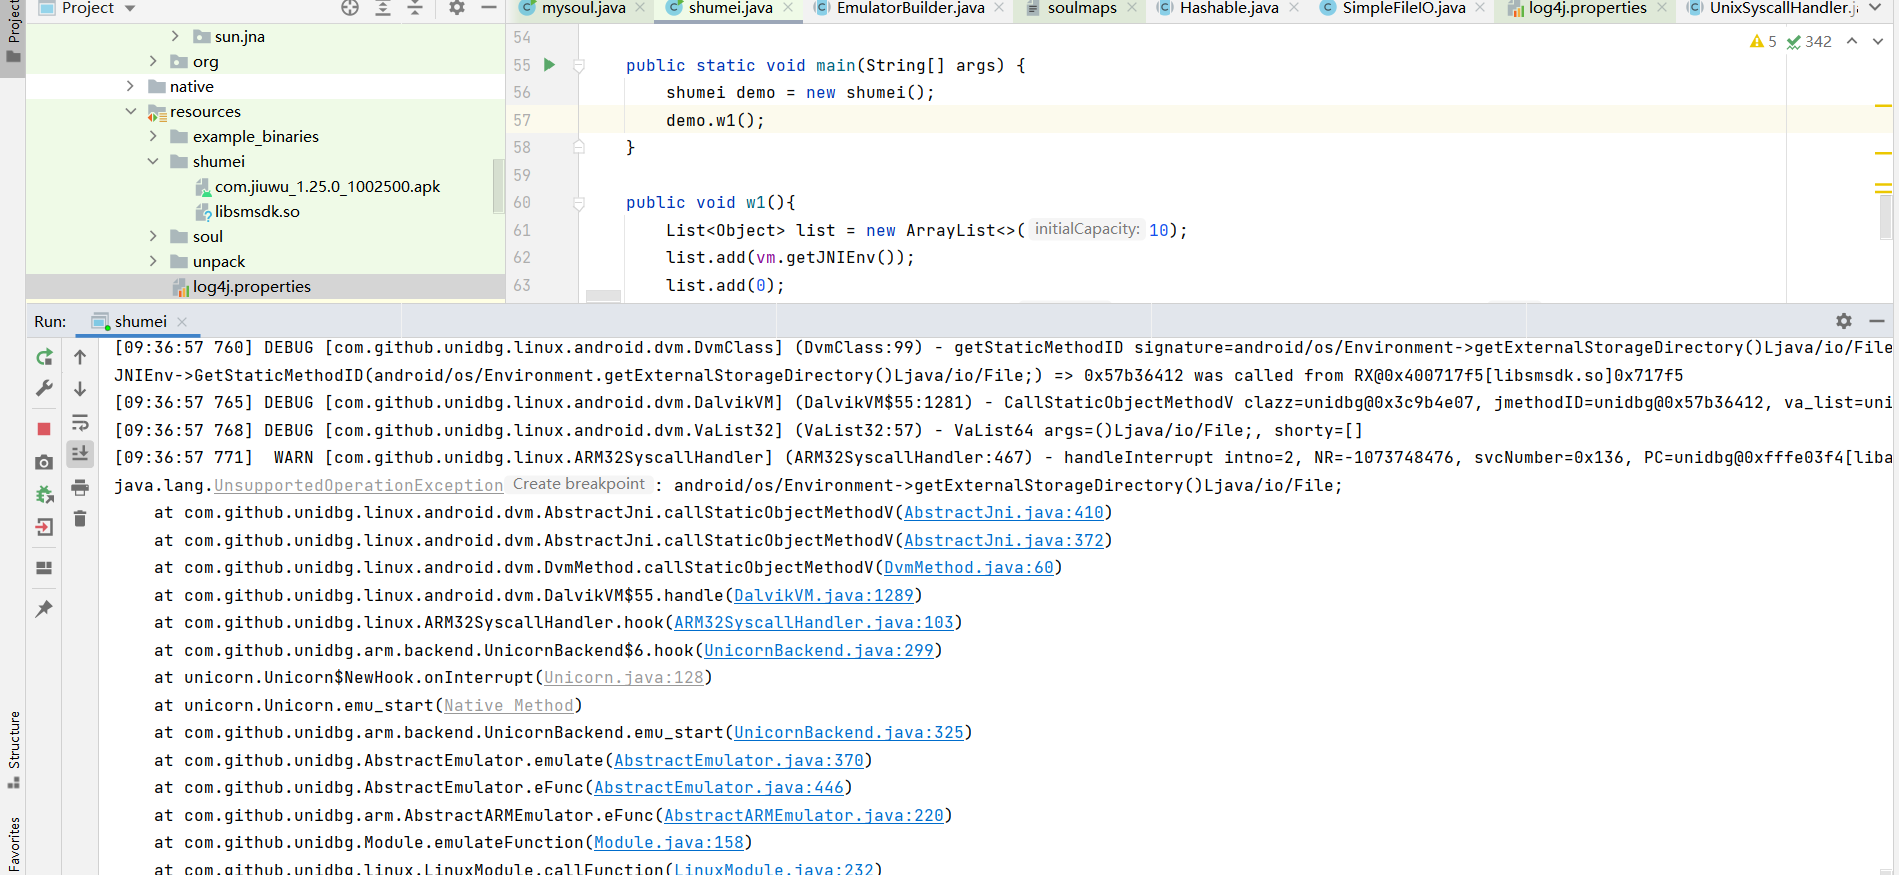 Project
mysoul.java
shumei.java
EmulatorBuilder.java
soulmaps
Hashable.java
SimpleFileIO.java
log4j.properties
UnixSyscallHandler.j
Project
sun.jna
org
native
resources
example_binaries
shumei
com.jiuwu_1.25.0_1002500.apk
libsmsdk.so
soul
unpack
log4j.properties
5 342
54
55 public static void main(String[] args) {
56 shumei demo = new shumei();
57 demo.w1();
58 }
59
60 public void w1(){
61 List<Object> list = new ArrayList<>( initialCapacity: 10);
62 list.add(vm.getJNIEnv());
63 list.add(0);
Run: shumei
[09:36:57 760] DEBUG [com.github.unidbg.linux.android.dvm.DvmClass] (DvmClass:99) - getStaticMethodID signature=android/os/Environment->getExternalStorageDirectory()Ljava/io/File
JNIEnv->GetStaticMethodID(android/os/Environment.getExternalStorageDirectory()Ljava/io/File;) => 0x57b36412 was called from RX@0x400717f5[libsmsdk.so]0x717f5
[09:36:57 765] DEBUG [com.github.unidbg.linux.android.dvm.DalvikVM] (DalvikVM$55:1281) - CallStaticObjectMethodV clazz=unidbg@0x3c9b4e07, jmethodID=unidbg@0x57b36412, va_list=uni
[09:36:57 768] DEBUG [com.github.unidbg.linux.android.dvm.VaList32] (VaList32:57) - VaList64 args=()Ljava/io/File;, shorty=[]
[09:36:57 771]  WARN [com.github.unidbg.linux.ARM32SyscallHandler] (ARM32SyscallHandler:467) - handleInterrupt intno=2, NR=-1073748476, svcNumber=0x136, PC=unidbg@0xfffe03f4[liba
java.lang.UnsupportedOperationException Create breakpoint : android/os/Environment->getExternalStorageDirectory()Ljava/io/File;
at com.github.unidbg.linux.android.dvm.AbstractJni.callStaticObjectMethodV(AbstractJni.java:410)
at com.github.unidbg.linux.android.dvm.AbstractJni.callStaticObjectMethodV(AbstractJni.java:372)
at com.github.unidbg.linux.android.dvm.DvmMethod.callStaticObjectMethodV(DvmMethod.java:60)
at com.github.unidbg.linux.android.dvm.DalvikVM$55.handle(DalvikVM.java:1289)
at com.github.unidbg.linux.ARM32SyscallHandler.hook(ARM32SyscallHandler.java:103)
at com.github.unidbg.arm.backend.UnicornBackend$6.hook(UnicornBackend.java:299)
at unicorn.Unicorn$NewHook.onInterrupt(Unicorn.java:128)
at unicorn.Unicorn.emu_start(Native Method)
at com.github.unidbg.arm.backend.UnicornBackend.emu_start(UnicornBackend.java:325)
at com.github.unidbg.AbstractEmulator.emulate(AbstractEmulator.java:370)
at com.github.unidbg.AbstractEmulator.eFunc(AbstractEmulator.java:446)
at com.github.unidbg.arm.AbstractARMEmulator.eFunc(AbstractARMEmulator.java:220)
at com.github.unidbg.Module.emulateFunction(Module.java:158)
at com.github.unidbg.linux.LinuxModule.callFunction(LinuxModule.java:232)
Structure
Favorites